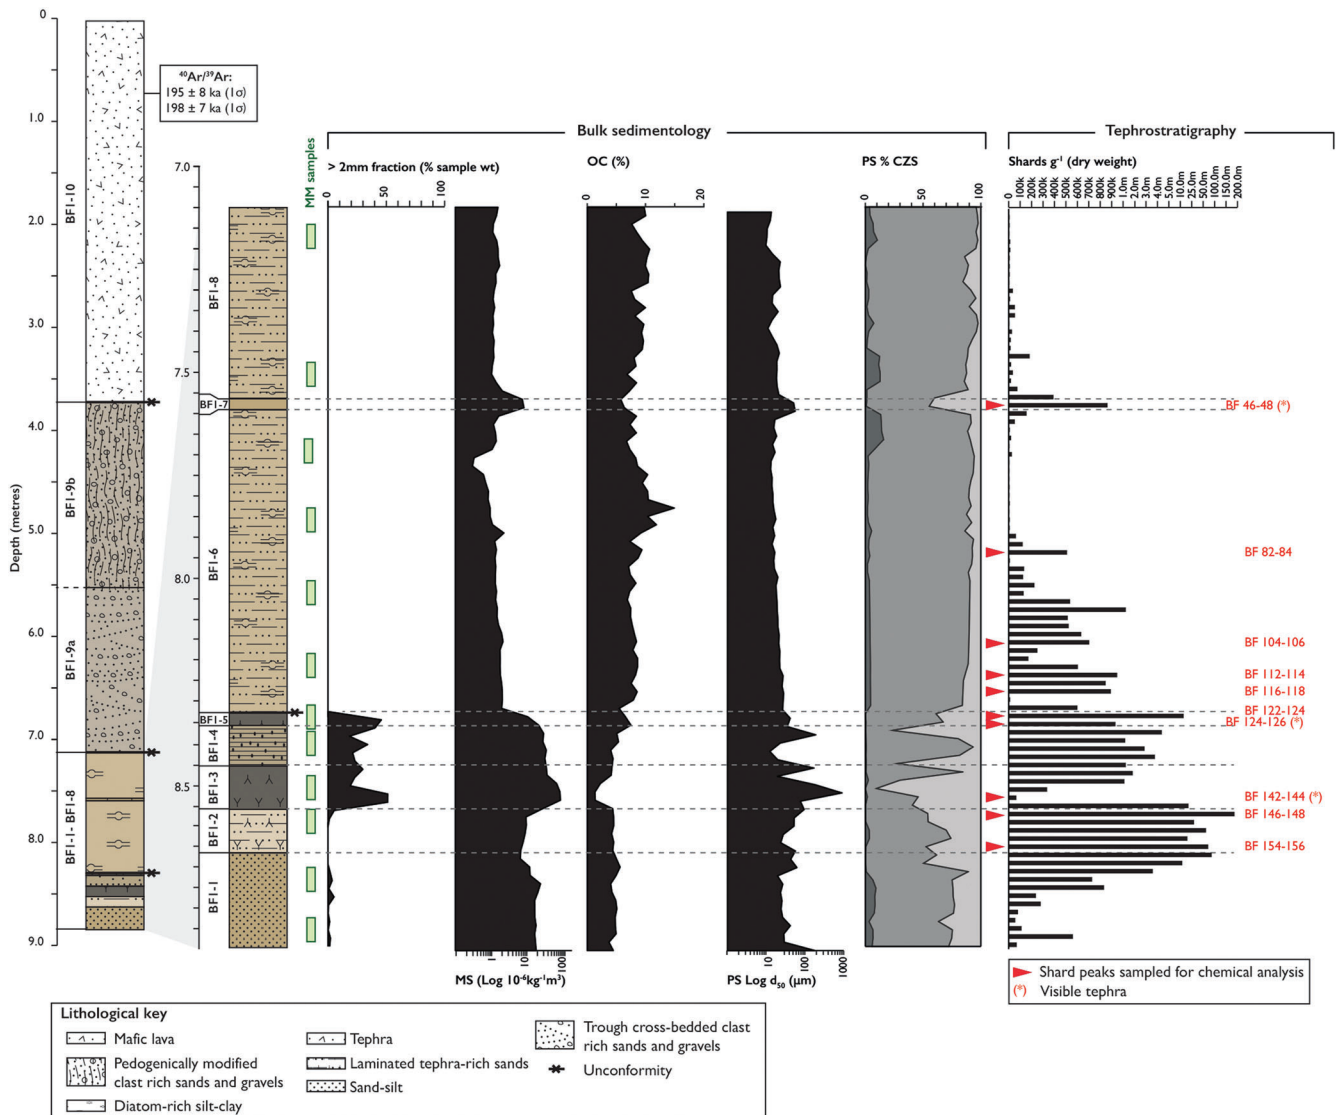 Bulk sedimentology
Tephrostratigraphy
0
1.0
2.0
3.0
4.0
5.0
6.0
7.0
8.0
9.0
Depth (metres)
BF1-10
BF1-9b
BF1-9a
BF1-1- BF1-8
⁴⁰Ar/³⁹Ar:
195 ± 8 ka (1σ)
198 ± 7 ka (1σ)
7.0
7.5
8.0
8.5
BF1-8
BF1-7
BF1-6
BF1-5
BF1-4
BF1-3
BF1-2
BF1-1
MM samples
> 2mm fraction (% sample wt)
0
50
100
MS (Log 10⁻⁶kg⁻¹m³)
1
10
100
OC (%)
0
10
20
PS Log d₅₀ (µm)
10
100
1000
PS % CZS
0
50
100
Shards g⁻¹ (dry weight)
0
100k
200k
300k
400k
500k
600k
700k
800k
900k
1.0m
2.0m
3.0m
4.0m
5.0m
10.0m
25.0m
50.0m
100.0m
150.0m
200.0m
BF 46-48 (*)
BF 82-84
BF 104-106
BF 112-114
BF 116-118
BF 122-124
BF 124-126 (*)
BF 142-144 (*)
BF 146-148
BF 154-156
Shard peaks sampled for chemical analysis
(*) Visible tephra
Lithological key
Mafic lava
Pedogenically modified
clast rich sands and gravels
Diatom-rich silt-clay
Tephra
Laminated tephra-rich sands
Sand-silt
Trough cross-bedded clast
rich sands and gravels
Unconformity